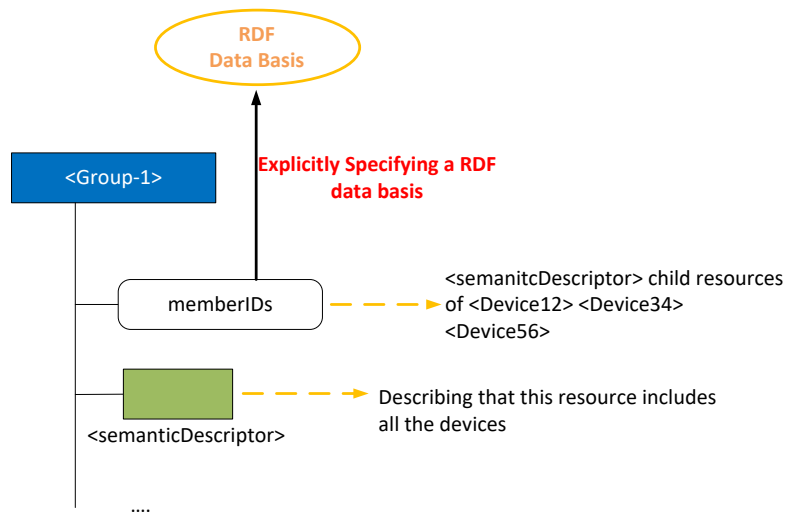 RDF
Data Basis
Explicitly Specifying a RDF
data basis
<Group-1>
memberIDs
<semanitcDescriptor> child resources
of <Device12> <Device34>
<Device56>
Describing that this resource includes
all the devices
<semanticDescriptor>
....